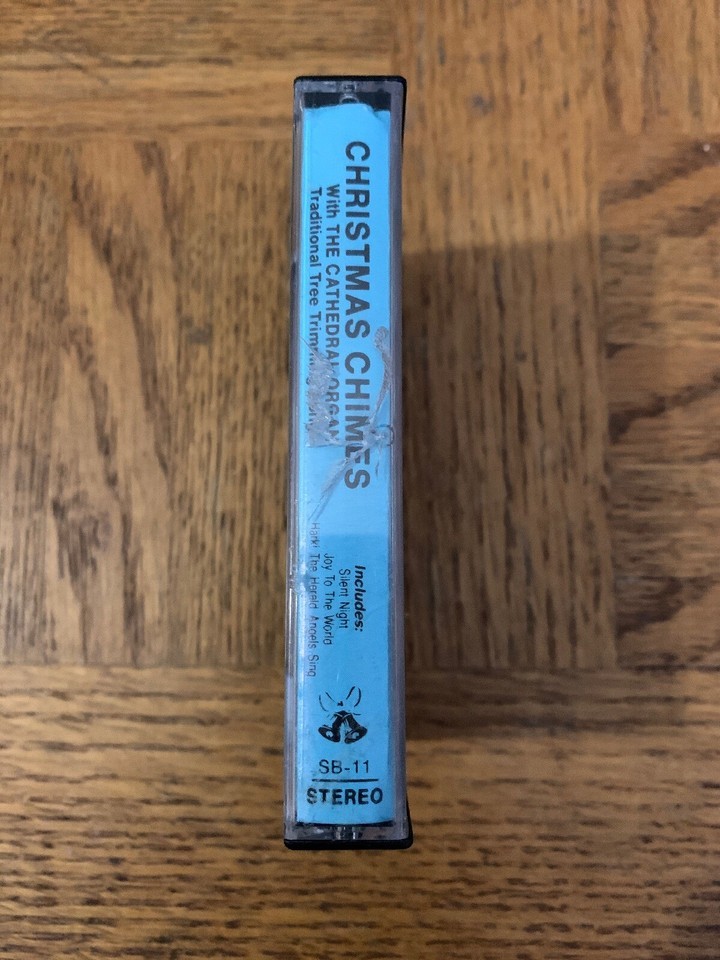 CHRISTMAS CHIMES
With THE CATHEDRAL ORGAN
Traditional Tree Trimming
Includes:
Silent Night
Joy To The World
Hark! The Herald Angels Sing
SB-11
STEREO